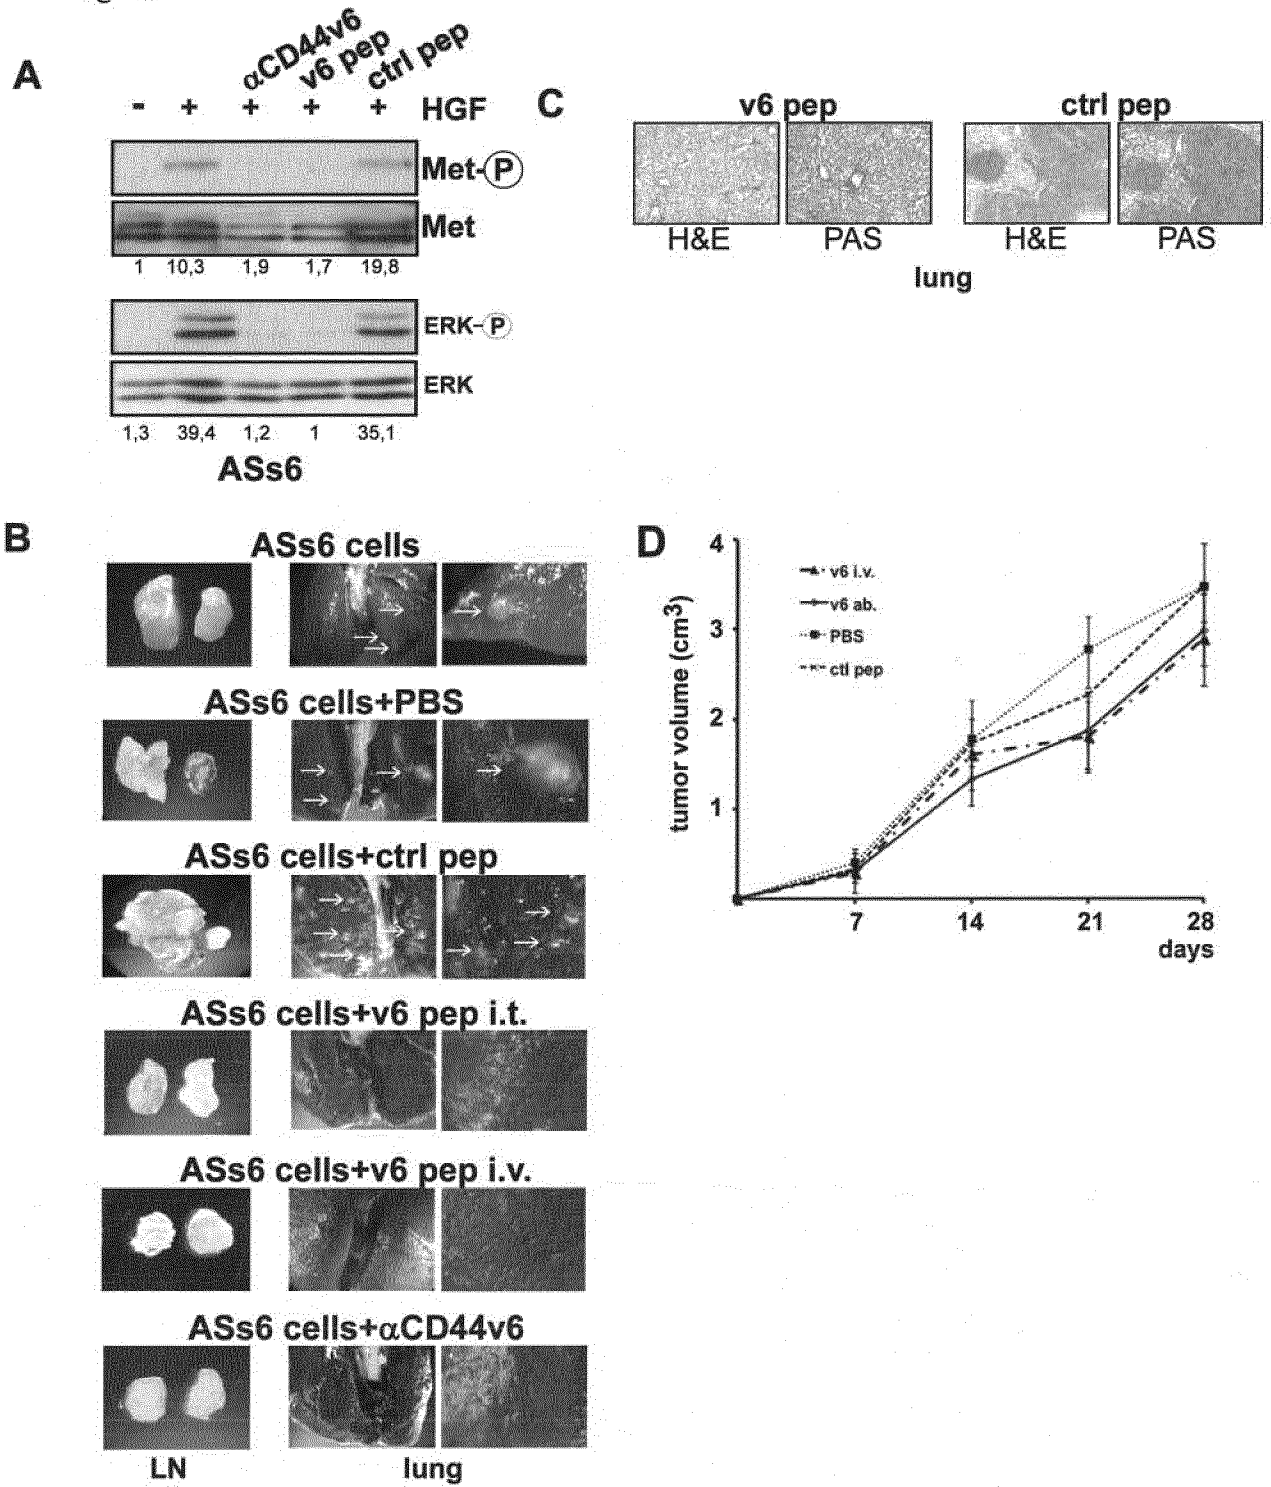 A
αCD44v6
v6 pep
ctrl pep
- + + + + HGF
Met-P
Met
1 10,3 1,9 1,7 19,8
ERK-P
ERK
1,3 39,4 1,2 1 35,1
ASs6
C
v6 pep ctrl pep
H&E PAS H&E PAS
lung
B
ASs6 cells
ASs6 cells+PBS
ASs6 cells+ctrl pep
ASs6 cells+v6 pep i.t.
ASs6 cells+v6 pep i.v.
ASs6 cells+αCD44v6
LN lung
D
tumor volume (cm³)
4
3
2
1
v6 i.v.
v6 ab.
PBS
ctl pep
7 14 21 28
days